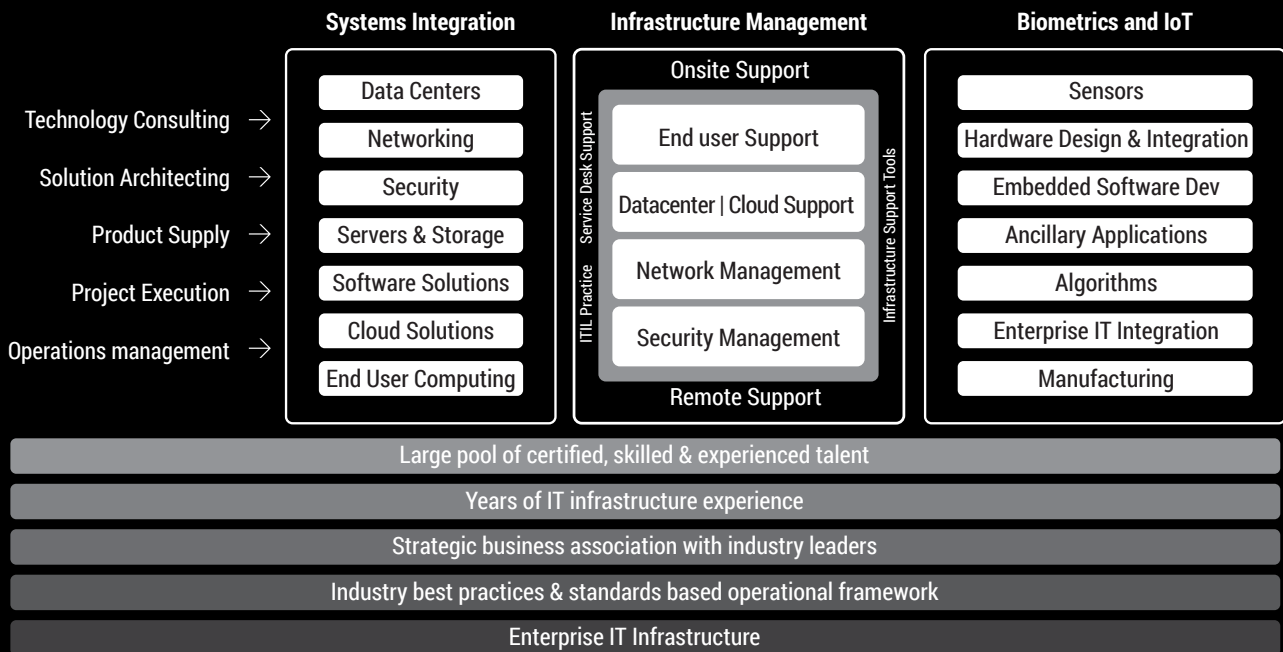 Systems Integration
Infrastructure Management
Biometrics and IoT
Technology Consulting →
Solution Architecting →
Product Supply →
Project Execution →
Operations management →
Data Centers
Networking
Security
Servers & Storage
Software Solutions
Cloud Solutions
End User Computing
Onsite Support
Service Desk Support
ITIL Practice
End user Support
Datacenter | Cloud Support
Network Management
Security Management
Infrastructure Support Tools
Remote Support
Sensors
Hardware Design & Integration
Embedded Software Dev
Ancillary Applications
Algorithms
Enterprise IT Integration
Manufacturing
Large pool of certified, skilled & experienced talent
Years of IT infrastructure experience
Strategic business association with industry leaders
Industry best practices & standards based operational framework
Enterprise IT Infrastructure